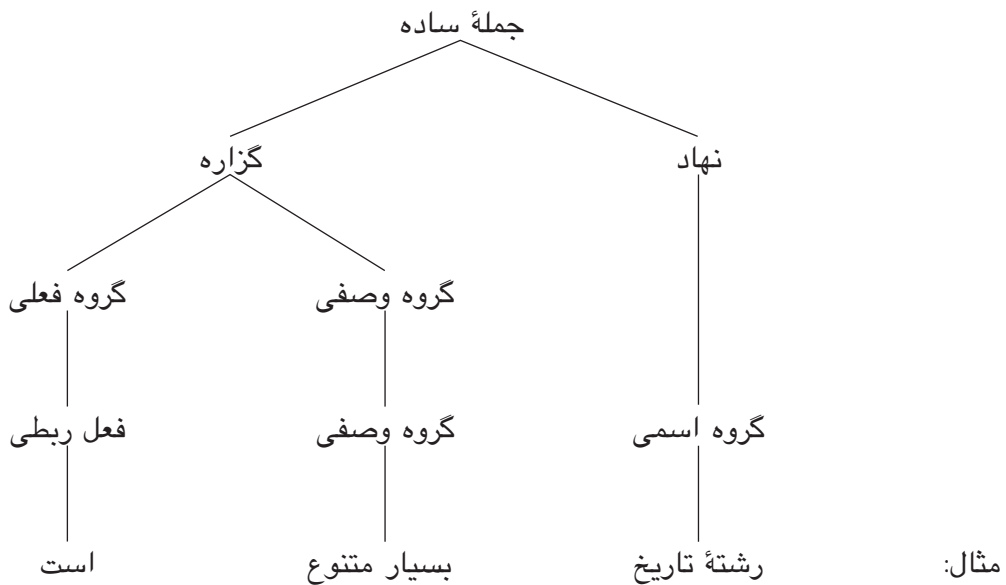 جملهٔ ساده
نهاد گزاره
گروه وصفی گروه فعلی
گروه اسمی گروه وصفی فعل ربطی
مثال: رشتهٔ تاریخ بسیار متنوع است